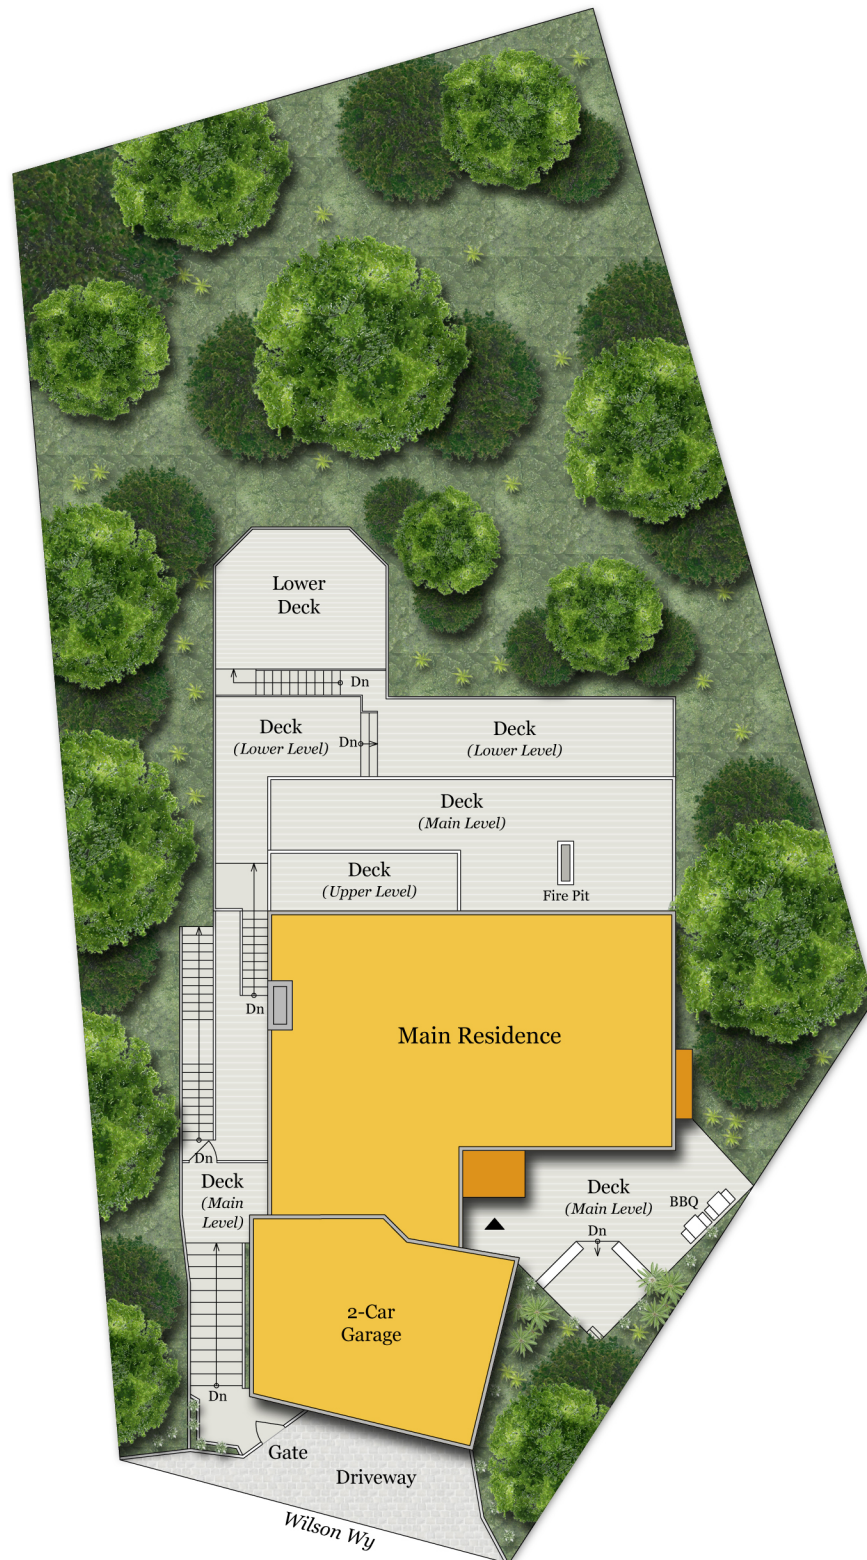 Lower
Deck
Dn
Deck
(Lower Level)
Dn
Deck
(Lower Level)
Deck
(Main Level)
Deck
(Upper Level)
Fire Pit
Dn
Main Residence
Dn
Deck
(Main
Level)
Deck
(Main Level)
BBQ
Dn
2-Car
Garage
Dn
Gate
Driveway
Wilson Wy